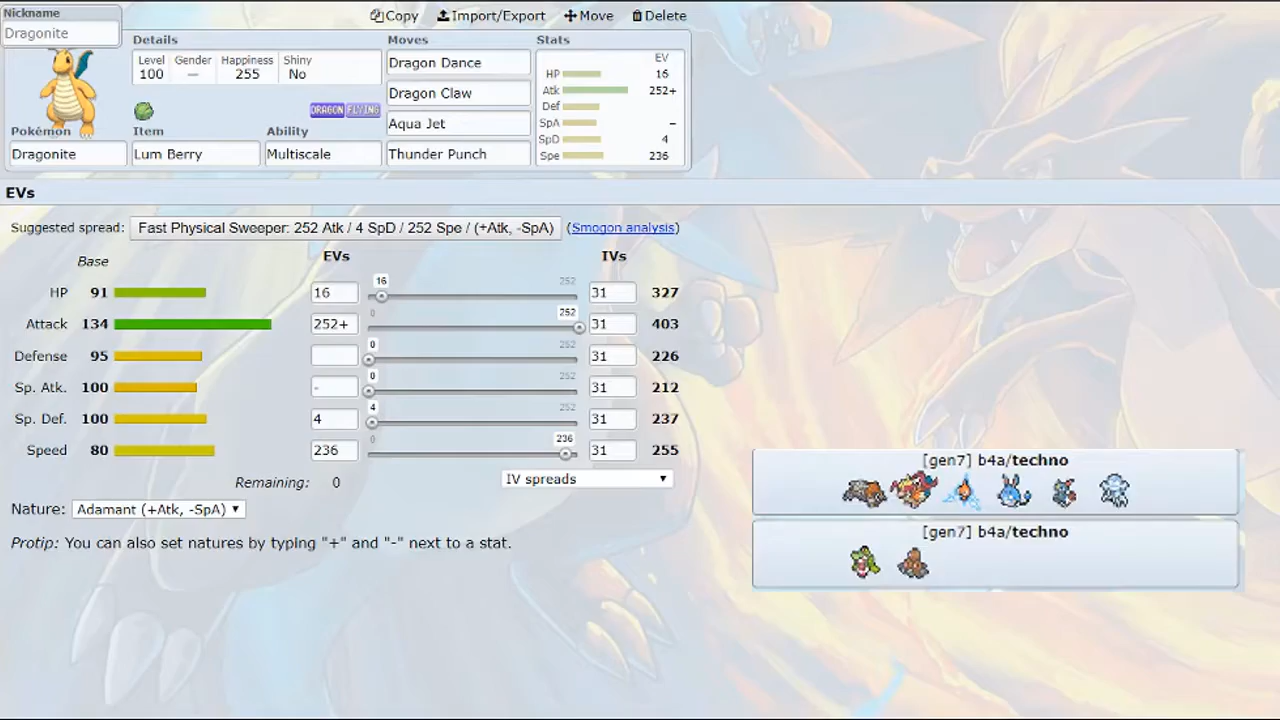 Nickname
Dragonite
Copy Import/Export Move Delete
Details
Level Gender Happiness Shiny
100 — 255 No
DRAGON FLYING
Pokémon Item Ability
Dragonite Lum Berry Multiscale
Moves
Dragon Dance
Dragon Claw
Aqua Jet
Thunder Punch
Stats
EV
HP 16
Atk 252+
Def
SpA –
SpD 4
Spe 236
EVs
Suggested spread: Fast Physical Sweeper: 252 Atk / 4 SpD / 252 Spe / (+Atk, -SpA) (Smogon analysis)
Base EVs IVs
HP 91 16 16 252 31 327
Attack 134 252+ 0 252 31 403
Defense 95 0 252 31 226
Sp. Atk. 100 - 0 252 31 212
Sp. Def. 100 4 4 252 31 237
Speed 80 236 0 236 31 255
Remaining: 0 IV spreads
Nature: Adamant (+Atk, -SpA)
Protip: You can also set natures by typing "+" and "-" next to a stat.
[gen7] b4a/techno
[gen7] b4a/techno